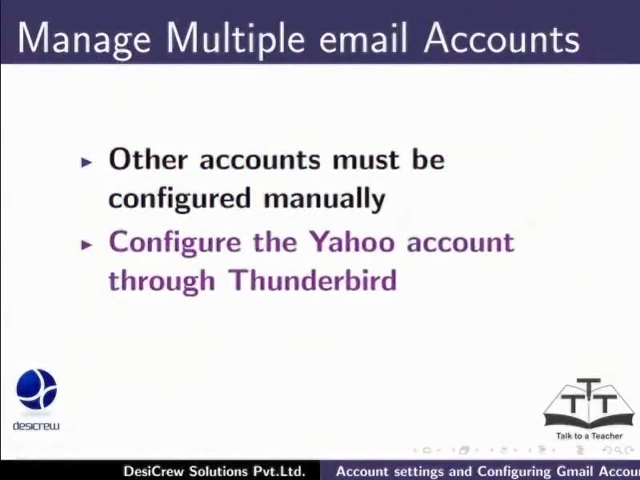 Manage Multiple email Accounts
Other accounts must be
configured manually
Configure the Yahoo account
through Thunderbird
desicrew
TTT
Talk to a Teacher
DesiCrew Solutions Pvt.Ltd.
Account settings and Configuring Gmail Accou